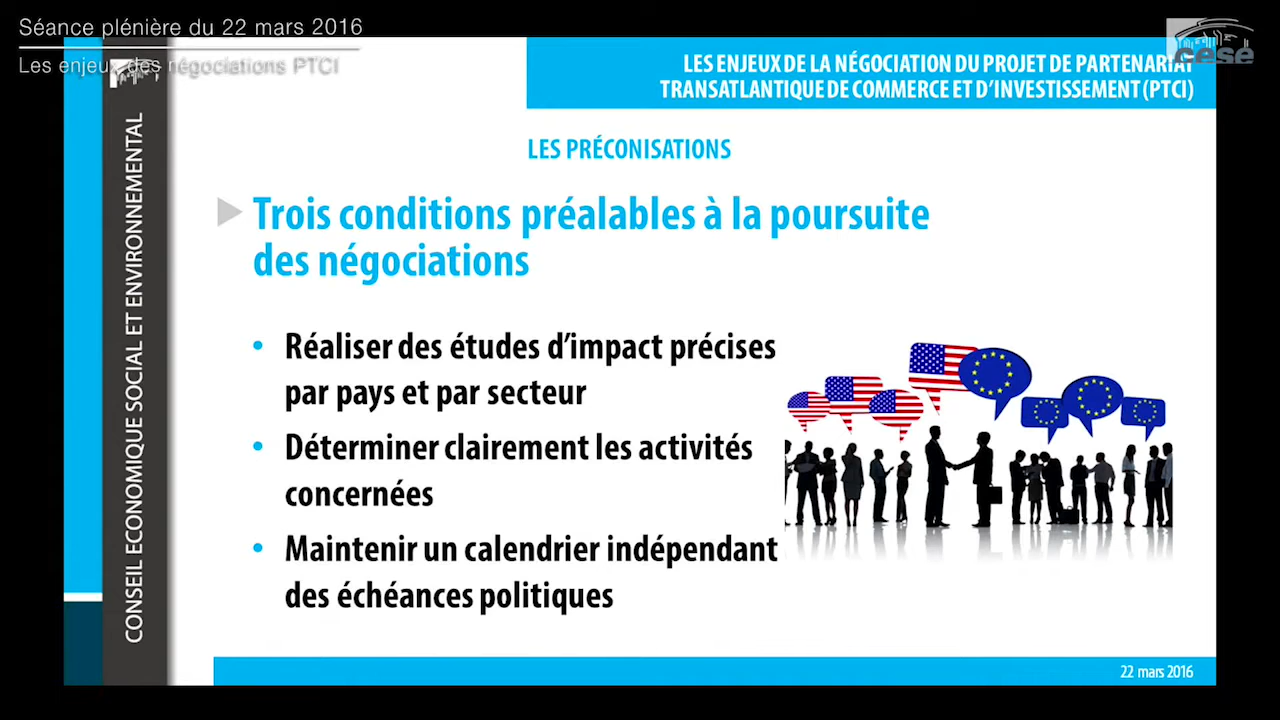 Séance plénière du 22 mars 2016
Les enjeux des négociations PTCI
cese
LES ENJEUX DE LA NÉGOCIATION DU PROJET DE PARTENARIAT
TRANSATLANTIQUE DE COMMERCE ET D'INVESTISSEMENT (PTCI)
CONSEIL ECONOMIQUE SOCIAL ET ENVIRONNEMENTAL
LES PRÉCONISATIONS
Trois conditions préalables à la poursuite
des négociations
• Réaliser des études d'impact précises
par pays et par secteur
• Déterminer clairement les activités
concernées
• Maintenir un calendrier indépendant
des échéances politiques
22 mars 2016